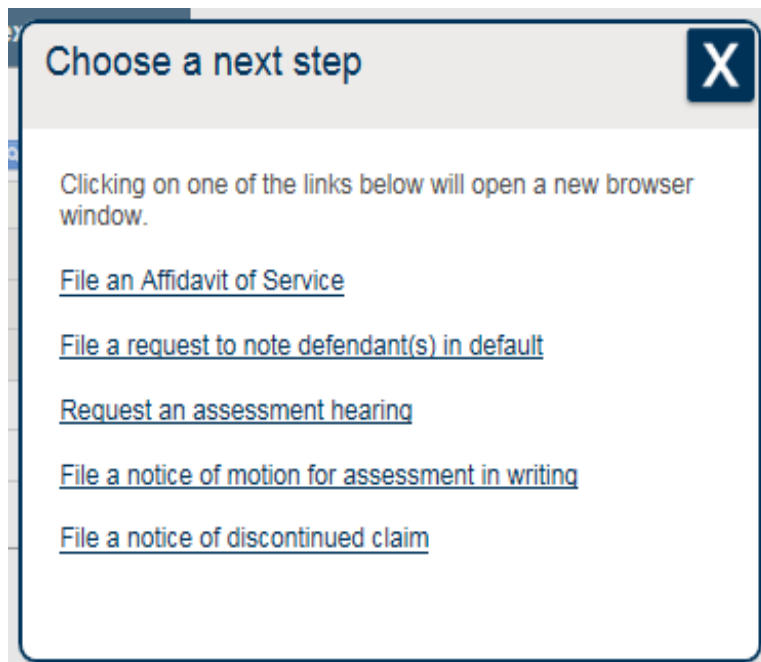 Choose a next step
X
Clicking on one of the links below will open a new browser
window.
File an Affidavit of Service
File a request to note defendant(s) in default
Request an assessment hearing
File a notice of motion for assessment in writing
File a notice of discontinued claim